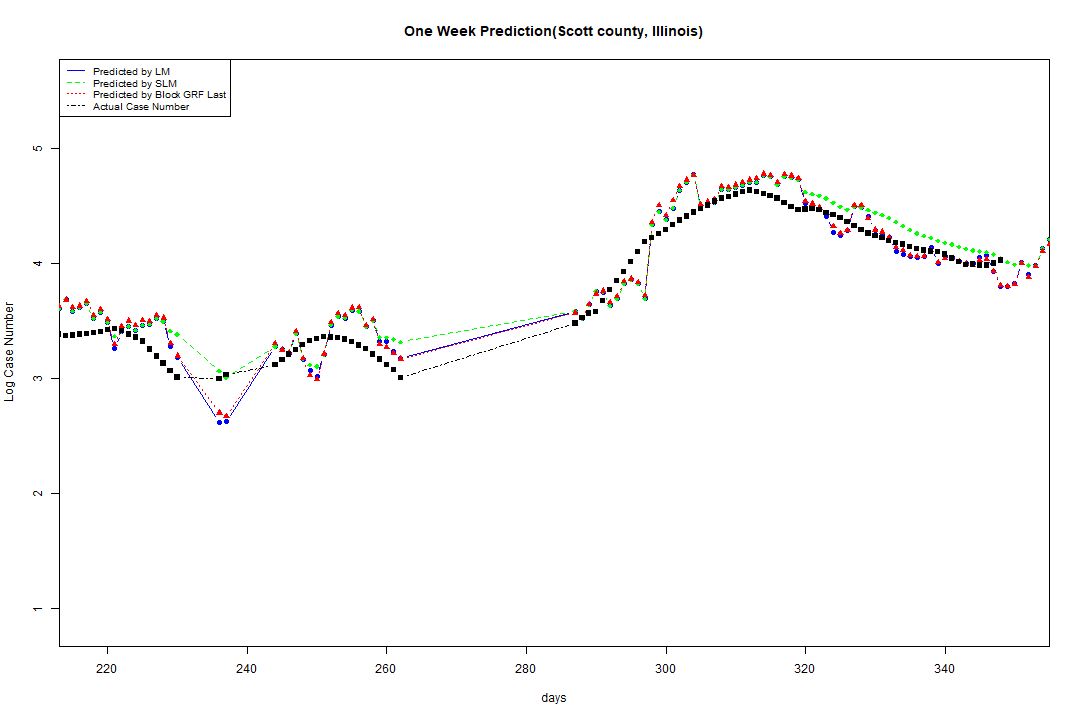 One Week Prediction(Scott county, Illinois)
Predicted by LM
Predicted by SLM
Predicted by Block GRF Last
Actual Case Number
Log Case Number
5
4
3
2
1
220 240 260 280 300 320 340
days